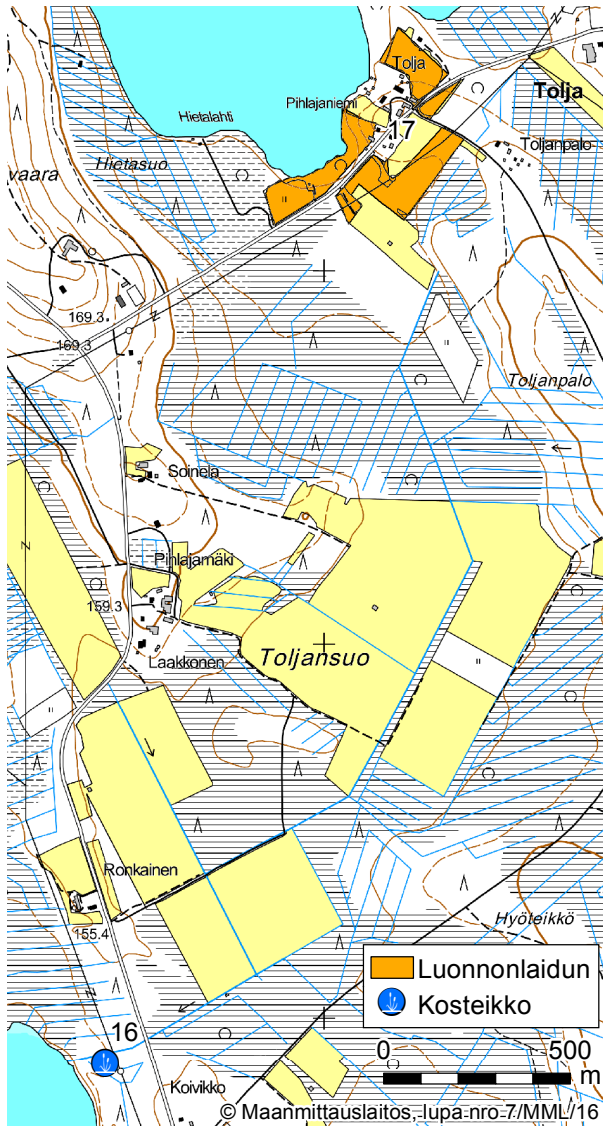 Tolja
Pihlajaniemi
Tolja
Hietalahti
17
Toljanpalo
Hietasuo
vaara
169.3
169.3
Toljanpalo
Soinela
Pihlajamäki
159.3
Laakkonen
Toljansuo
Ronkainen
Hyöteikkö
155.4
Luonnonlaidun
Kosteikko
16
0 500
m
Koivikko
© Maanmittauslaitos, lupa nro 7/MML/16